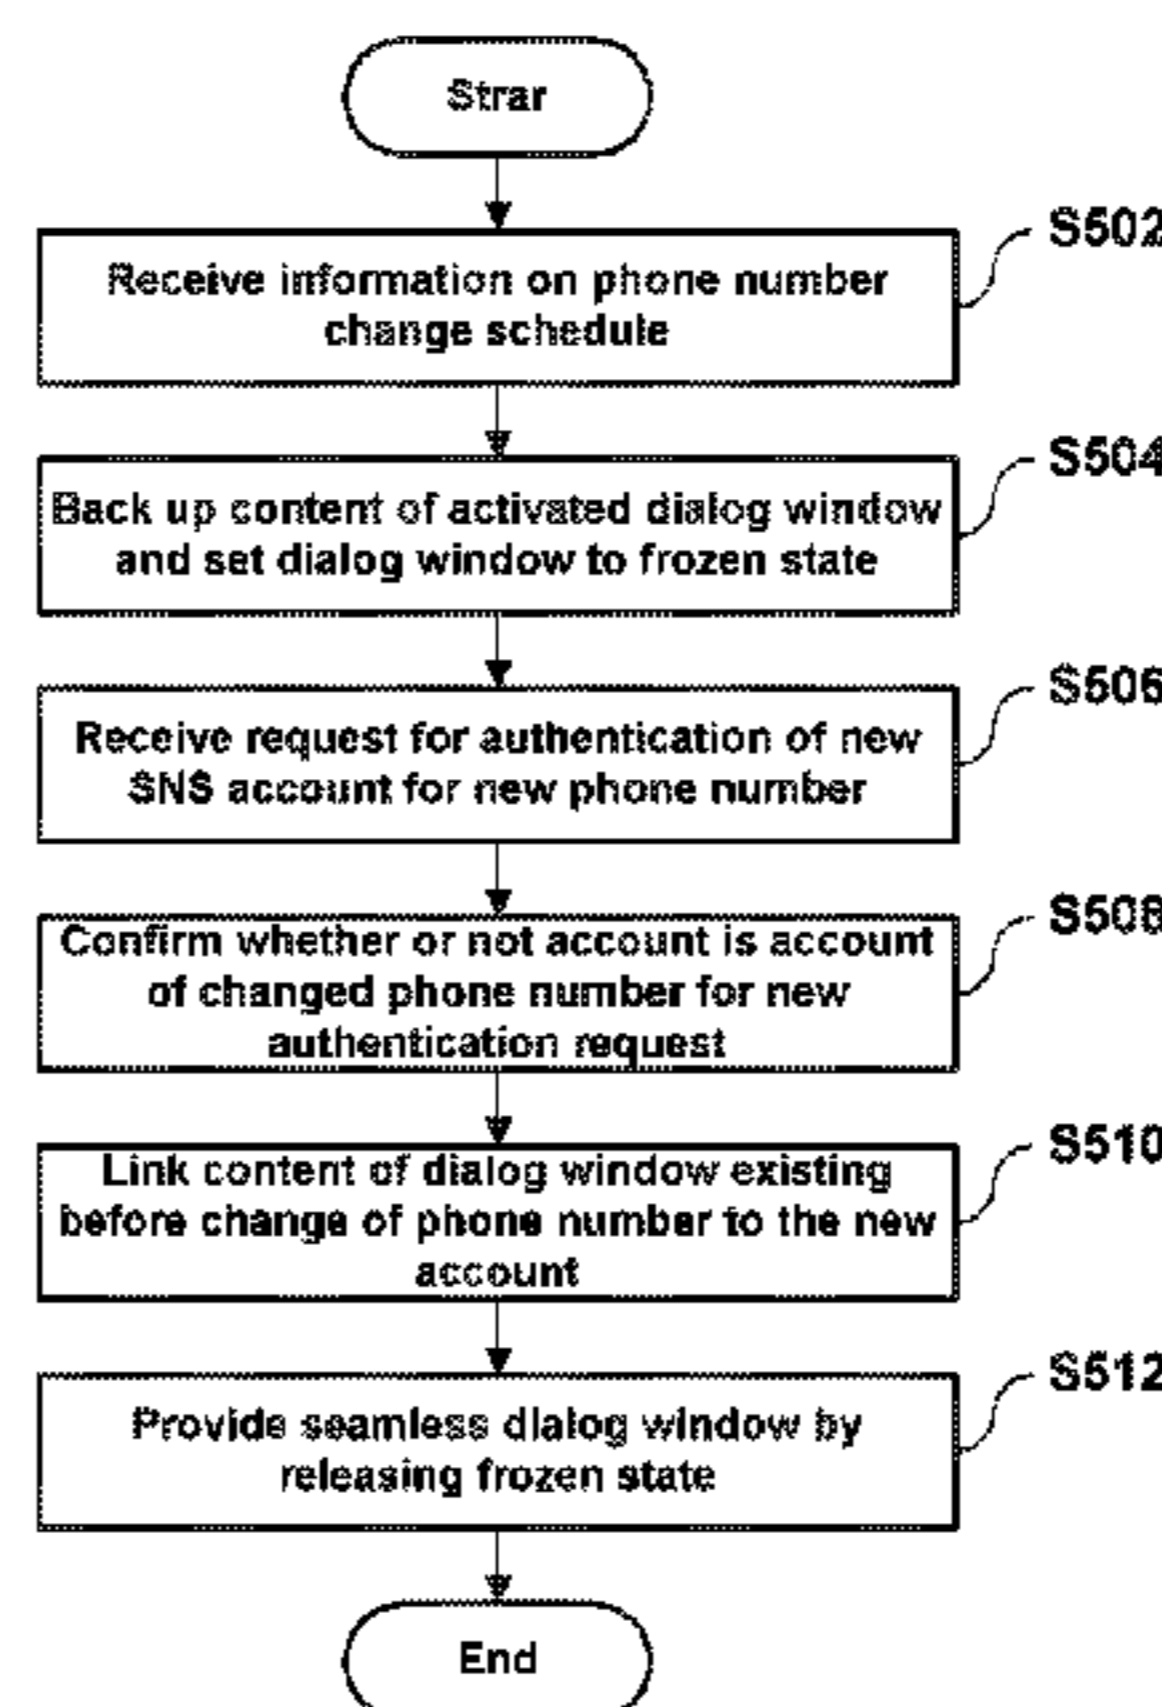 Strar
S502
Receive information on phone number
change schedule
S504
Back up content of activated dialog window
and set dialog window to frozen state
S506
Receive request for authentication of new
SNS account for new phone number
S508
Confirm whether or not account is account
of changed phone number for new
authentication request
S510
Link content of dialog window existing
before change of phone number to the new
account
S512
Provide seamless dialog window by
releasing frozen state
End